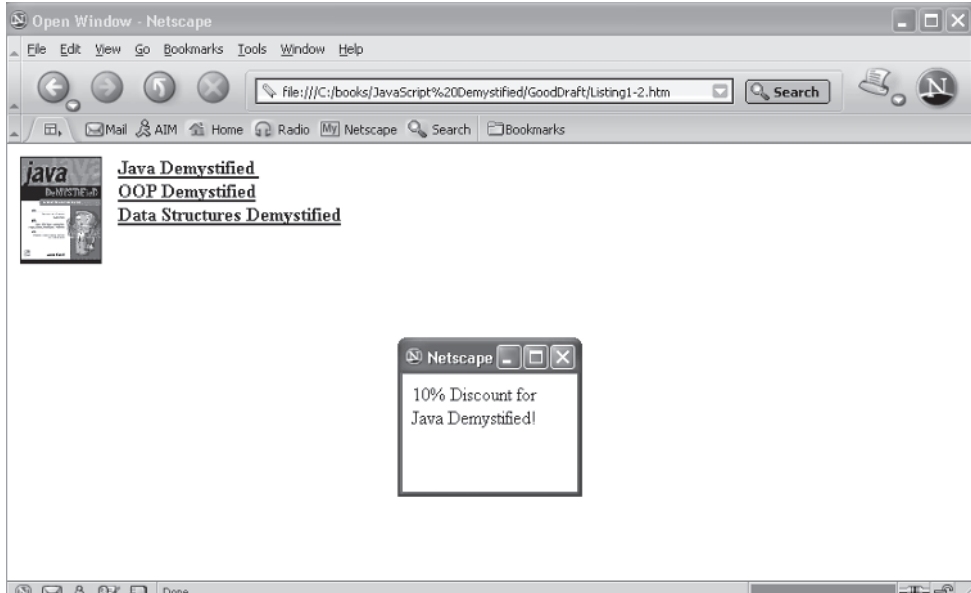 Open Window - Netscape
File Edit View Go Bookmarks Tools Window Help
file:///C:/books/JavaScript%20Demystified/GoodDraft/Listing1-2.htm Search N
Mail AIM Home Radio My Netscape Search Bookmarks
java
DeMYSTiFieD
Java Demystified
OOP Demystified
Data Structures Demystified
Netscape
10% Discount for
Java Demystified!
Done